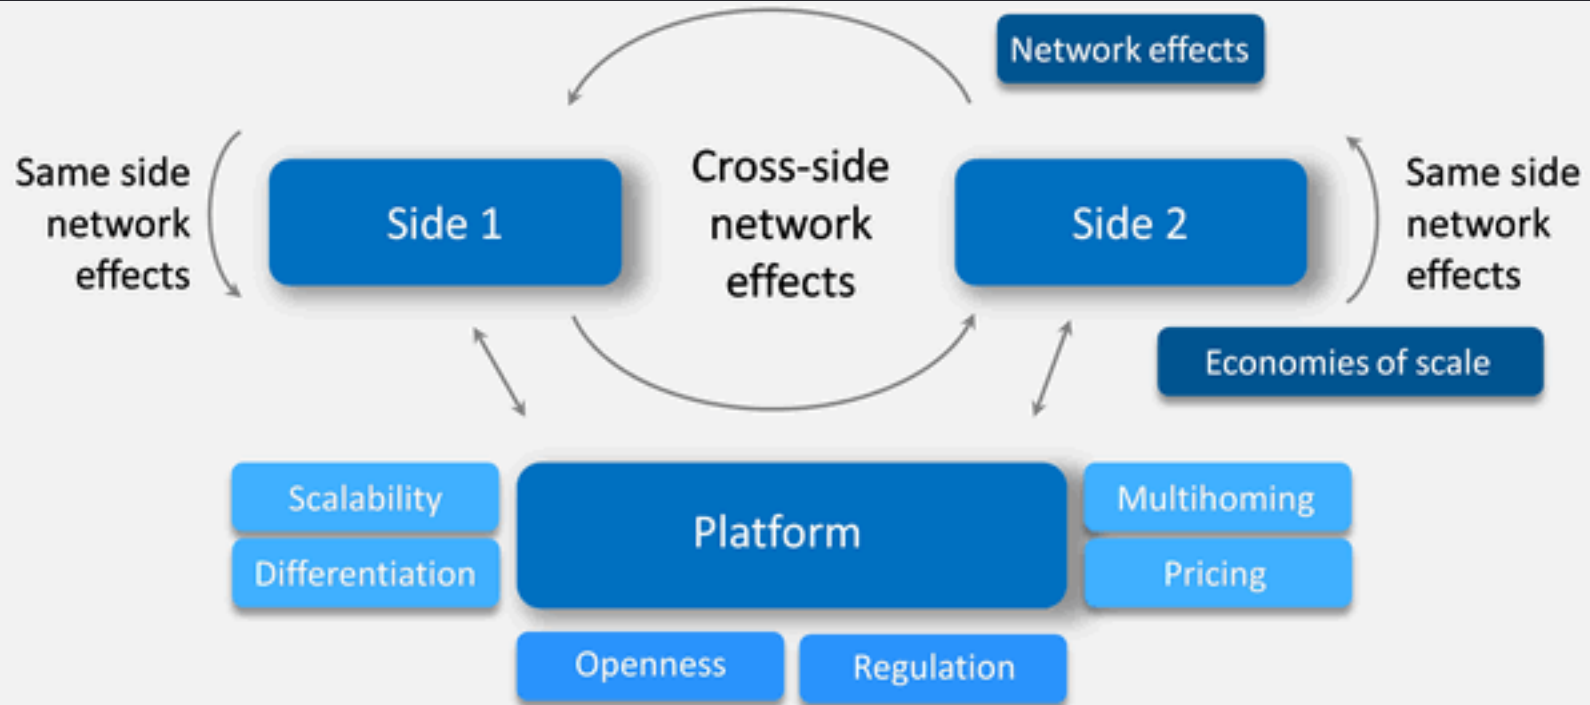 Network effects
Same side
network
effects
Side 1
Cross-side
network
effects
Side 2
Same side
network
effects
Economies of scale
Scalability
Differentiation
Platform
Multihoming
Pricing
Openness
Regulation